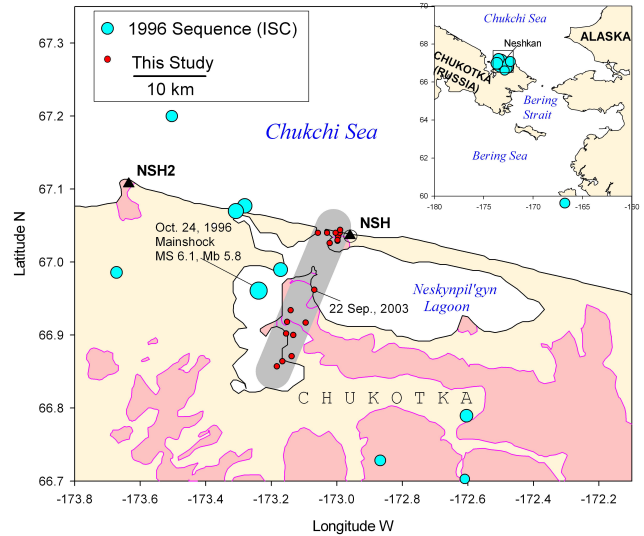 1996 Sequence (ISC)
This Study
10 km
Chukchi Sea
NSH2
NSH
Oct. 24, 1996
Mainshock
MS 6.1, Mb 5.8
22 Sep., 2003
Neskynpil'gyn
Lagoon
CHUKOTKA
67.3
67.2
67.1
67.0
66.9
66.8
66.7
Latitude N
-173.8
-173.6
-173.4
-173.2
-173.0
-172.8
-172.6
-172.4
-172.2
Longitude W
Chukchi Sea
Neshkan
ALASKA
CHUKOTKA
(RUSSIA)
Bering
Strait
Bering Sea
70
68
66
64
62
60
-180
-175
-170
-165
-160
-150